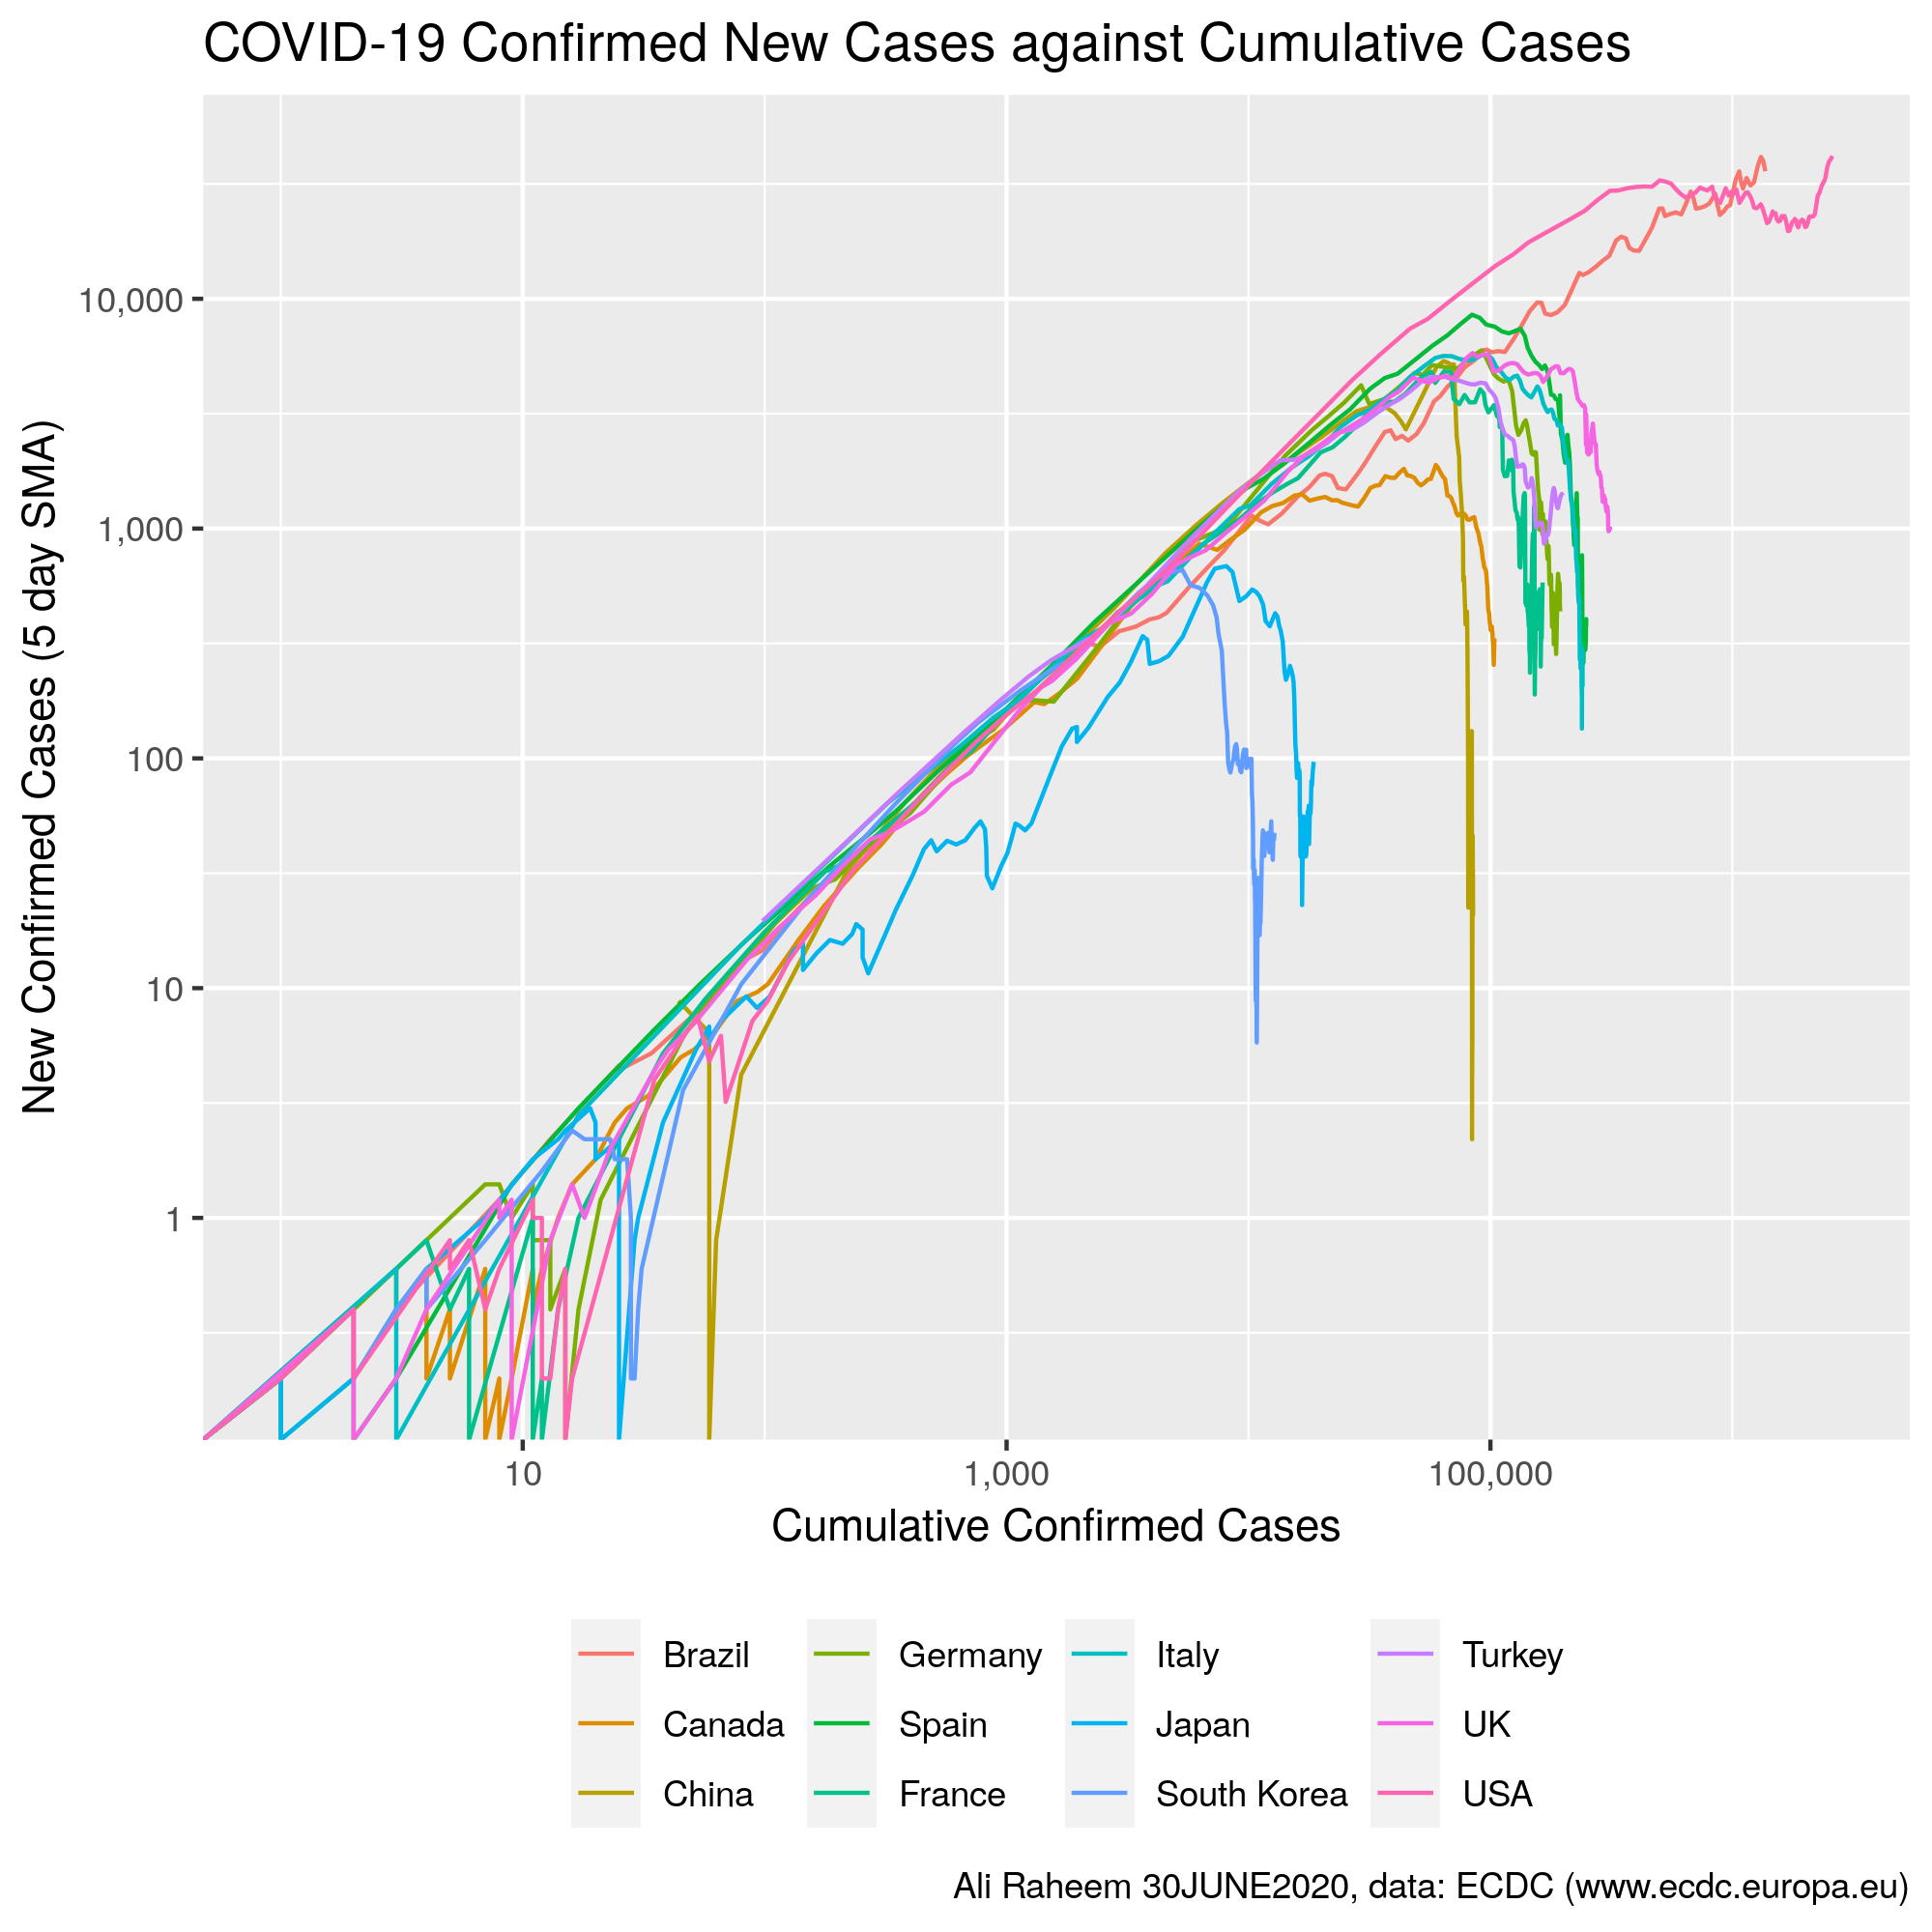 COVID-19 Confirmed New Cases against Cumulative Cases
New Confirmed Cases (5 day SMA)
10,000
1,000
100
10
1
10
1,000
100,000
Cumulative Confirmed Cases
Brazil
Germany
Italy
Turkey
Canada
Spain
Japan
UK
China
France
South Korea
USA
Ali Raheem 30JUNE2020, data: ECDC (www.ecdc.europa.eu)